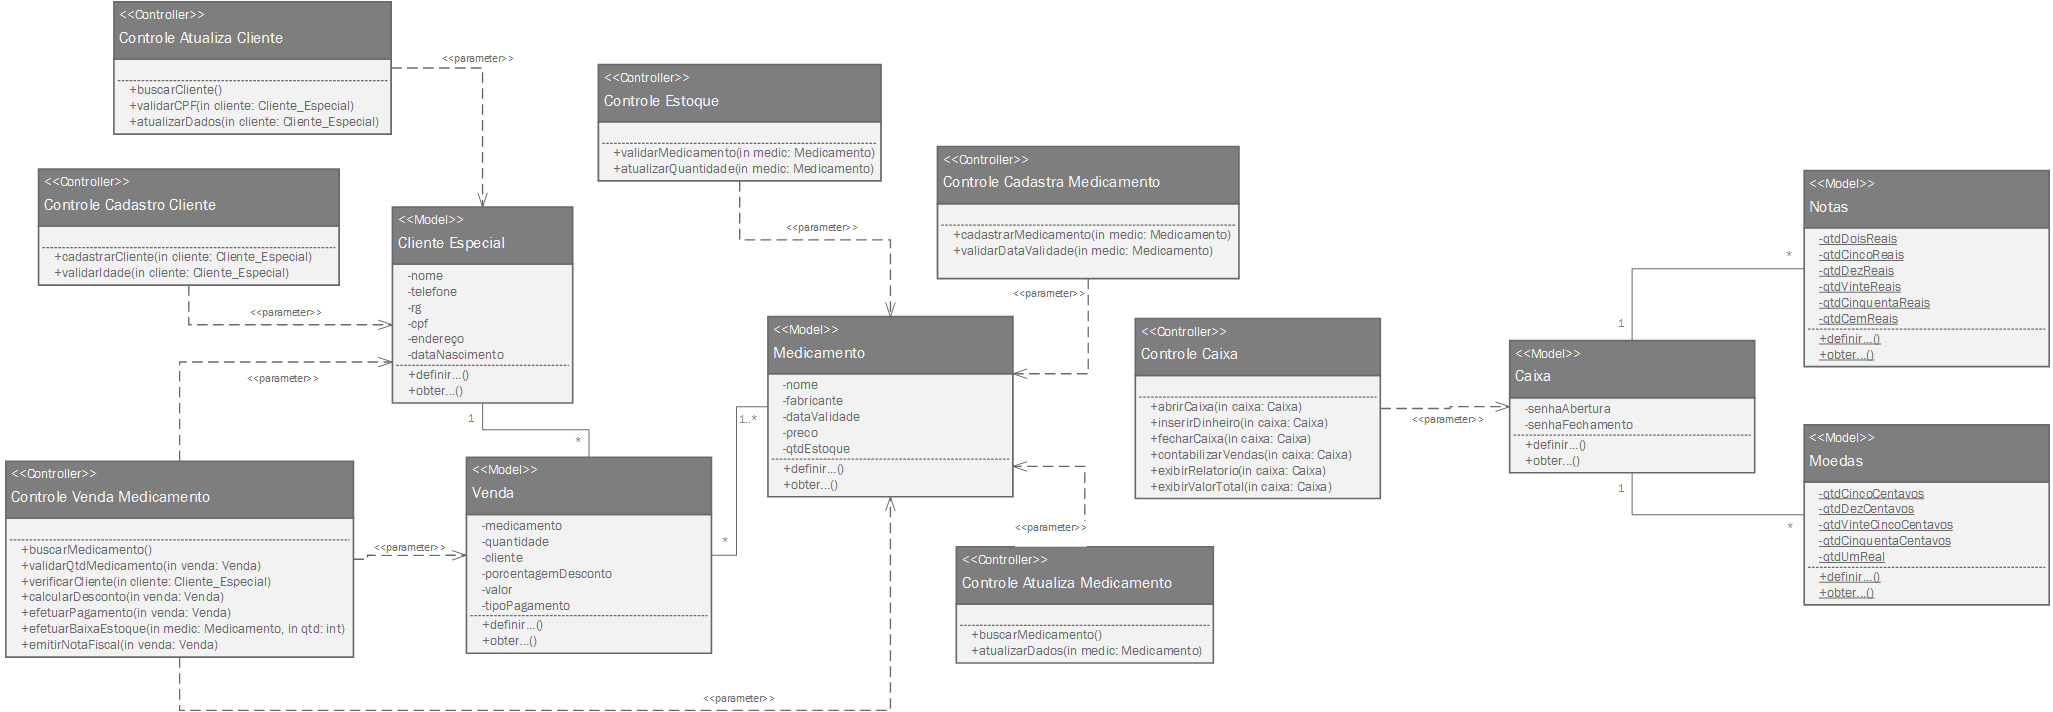 <<Controller>>
Controle Atualiza Cliente
+buscarCliente()
+validarCPF(in cliente: Cliente_Especial)
+atualizarDados(in cliente: Cliente_Especial)
<<parameter>>
<<Controller>>
Controle Estoque
+validarMedicamento(in medic: Medicamento)
+atualizarQuantidade(in medic: Medicamento)
<<parameter>>
<<Controller>>
Controle Cadastra Medicamento
+cadastrarMedicamento(in medic: Medicamento)
+validarDataValidade(in medic: Medicamento)
<<parameter>>
<<Controller>>
Controle Cadastro Cliente
+cadastrarCliente(in cliente: Cliente_Especial)
+validarIdade(in cliente: Cliente_Especial)
<<parameter>>
<<Model>>
Cliente Especial
-nome
-telefone
-rg
-cpf
-endereço
-dataNascimento
+definir...()
+obter...()
<<parameter>>
1
*
<<Model>>
Medicamento
-nome
-fabricante
-dataValidade
-preco
-qtdEstoque
+definir...()
+obter...()
1..*
*
<<Controller>>
Controle Caixa
+abrirCaixa(in caixa: Caixa)
+inserirDinheiro(in caixa: Caixa)
+fecharCaixa(in caixa: Caixa)
+contabilizarVendas(in caixa: Caixa)
+exibirRelatorio(in caixa: Caixa)
+exibirValorTotal(in caixa: Caixa)
<<parameter>>
<<Model>>
Caixa
-senhaAbertura
-senhaFechamento
+definir...()
+obter...()
1
*
1
*
<<Model>>
Notas
-qtdDoisReais
-qtdCincoReais
-qtdDezReais
-qtdVinteReais
-qtdCinquentaReais
-qtdCemReais
+definir...()
+obter...()
<<Model>>
Moedas
-qtdCincoCentavos
-qtdDezCentavos
-qtdVinteCincoCentavos
-qtdCinquentaCentavos
-qtdUmReal
+definir...()
+obter...()
<<Controller>>
Controle Venda Medicamento
+buscarMedicamento()
+validarQtdMedicamento(in venda: Venda)
+verificarCliente(in cliente: Cliente_Especial)
+calcularDesconto(in venda: Venda)
+efetuarPagamento(in venda: Venda)
+efetuarBaixaEstoque(in medic: Medicamento, in qtd: int)
+emitirNotaFiscal(in venda: Venda)
<<parameter>>
<<Model>>
Venda
-medicamento
-quantidade
-cliente
-porcentagemDesconto
-valor
-tipoPagamento
+definir...()
+obter...()
<<parameter>>
<<parameter>>
<<Controller>>
Controle Atualiza Medicamento
+buscarMedicamento()
+atualizarDados(in medic: Medicamento)